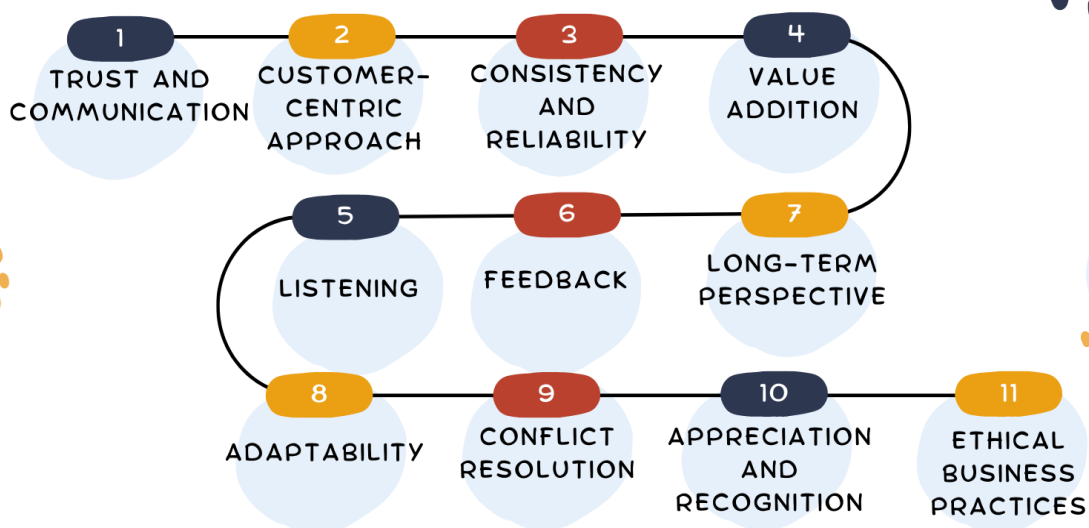 1
TRUST AND
COMMUNICATION
2
CUSTOMER-
CENTRIC
APPROACH
3
CONSISTENCY
AND
RELIABILITY
4
VALUE
ADDITION
5
LISTENING
6
FEEDBACK
7
LONG-TERM
PERSPECTIVE
8
ADAPTABILITY
9
CONFLICT
RESOLUTION
10
APPRECIATION
AND
RECOGNITION
11
ETHICAL
BUSINESS
PRACTICES